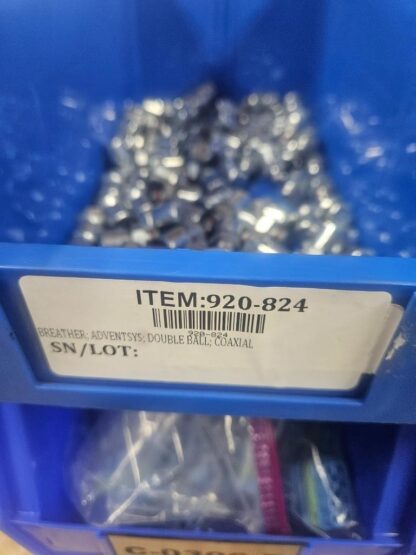 ITEM:920-824
920-824
BREATHER; ADVENTSYS; DOUBLE BALL; COAXIAL
SN/LOT: